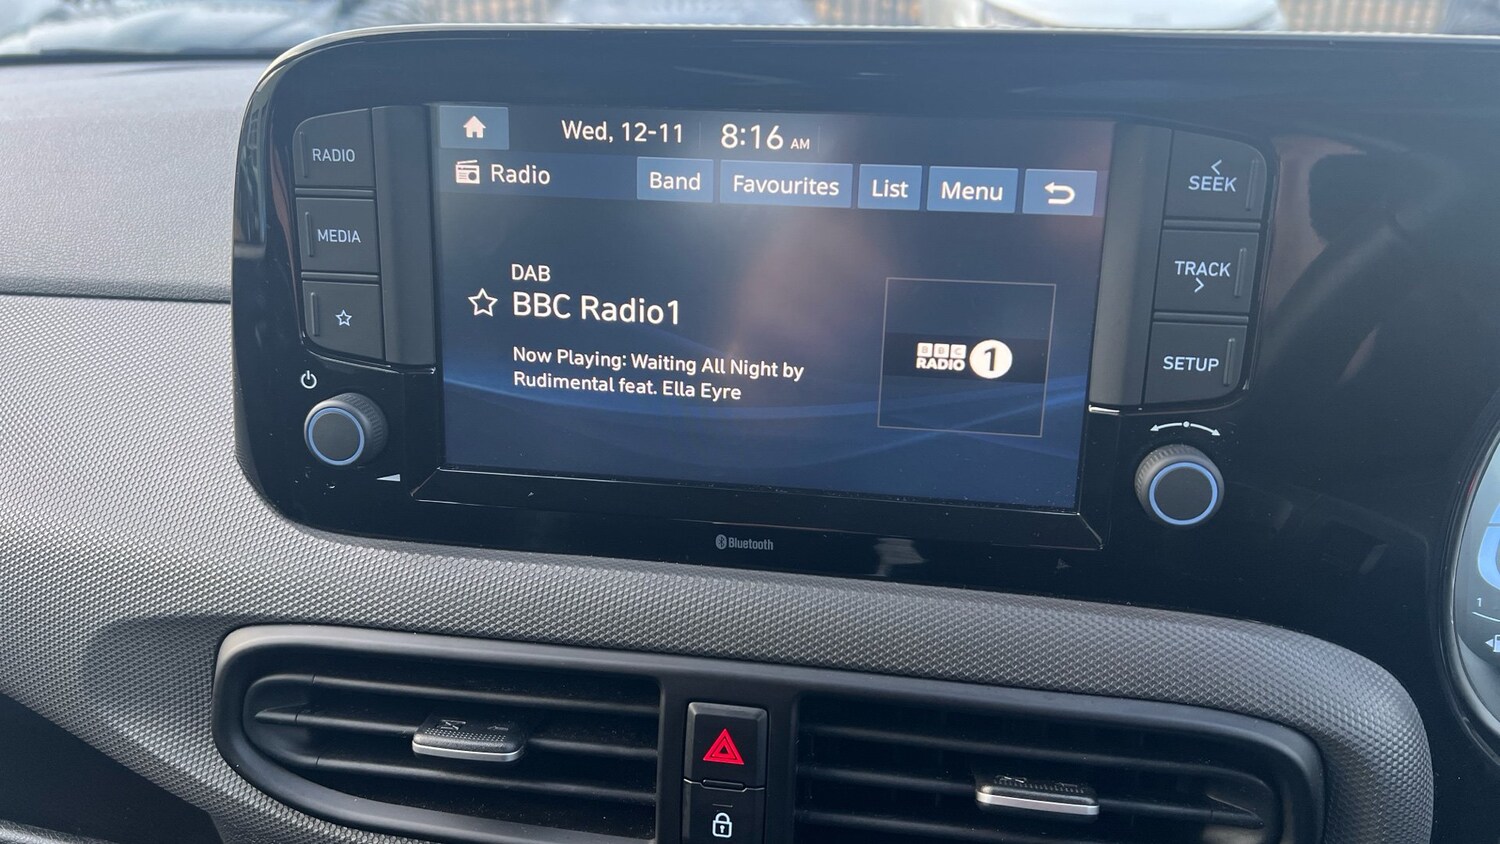 RADIO
MEDIA
Wed, 12-11 8:16 AM
Radio
Band
Favourites
List
Menu
DAB
BBC Radio1
Now Playing: Waiting All Night by
Rudimental feat. Ella Eyre
BBC
RADIO 1
SEEK
TRACK
SETUP
Bluetooth
1